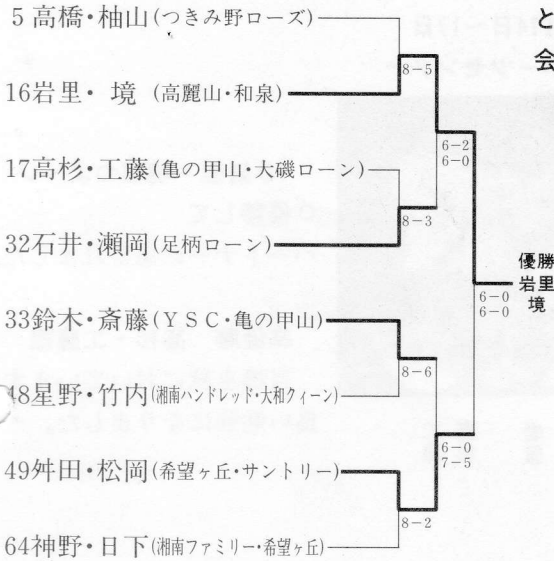 5 高橋・柚山(つきみ野ローズ)
16岩里・境 (高麗山・和泉)
17高杉・工藤(亀の甲山・大磯ローン)
32石井・瀬岡(足柄ローン)
33鈴木・斎藤(YSC・亀の甲山)
48星野・竹内(湘南ハンドレッド・大和クィーン)
49舛田・松岡(希望ヶ丘・サントリー)
64神野・日下(湘南ファミリー・希望ヶ丘)
8-5
8-3
8-6
8-2
6-2
6-0
6-0
7-5
6-0
6-0
優勝
岩里
境
と
会